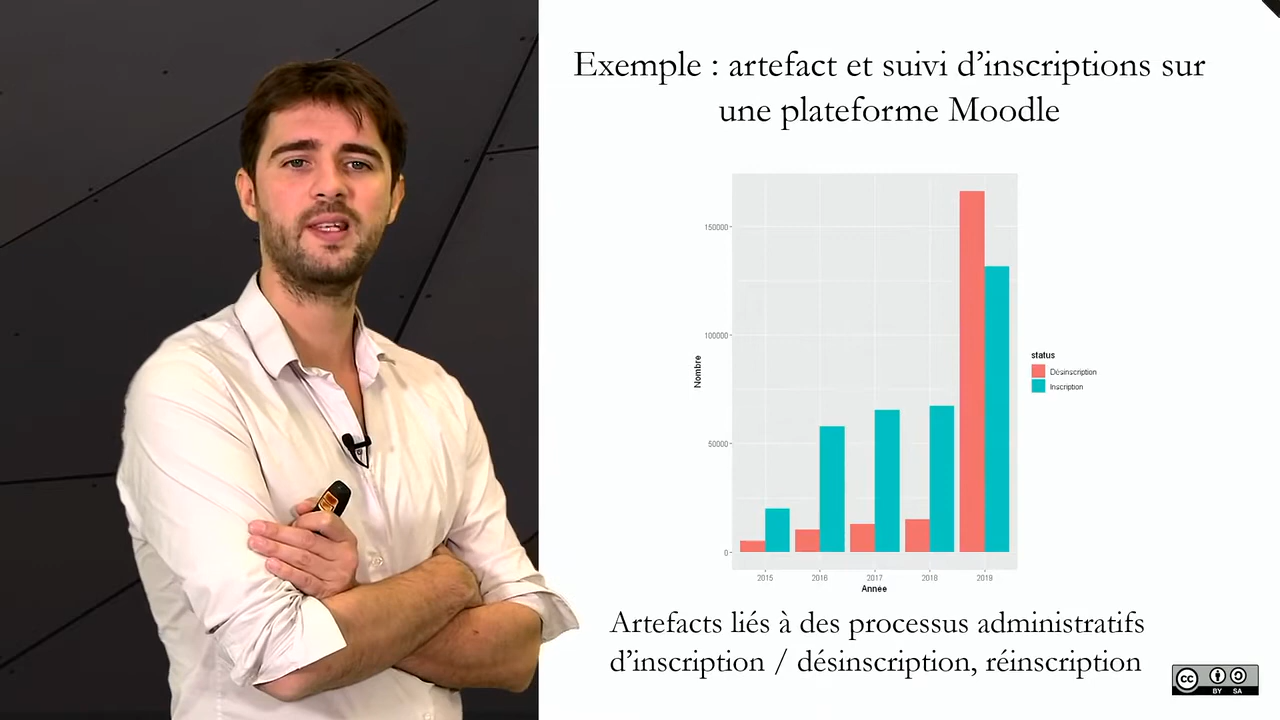 Exemple : artefact et suivi d'inscriptions sur
une plateforme Moodle
150000
100000
50000
0
Nombre
2015 2016 2017 2018 2019
Année
status
Désinscription
Inscription
Artefacts liés à des processus administratifs
d'inscription / désinscription, réinscription
cc
BY SA